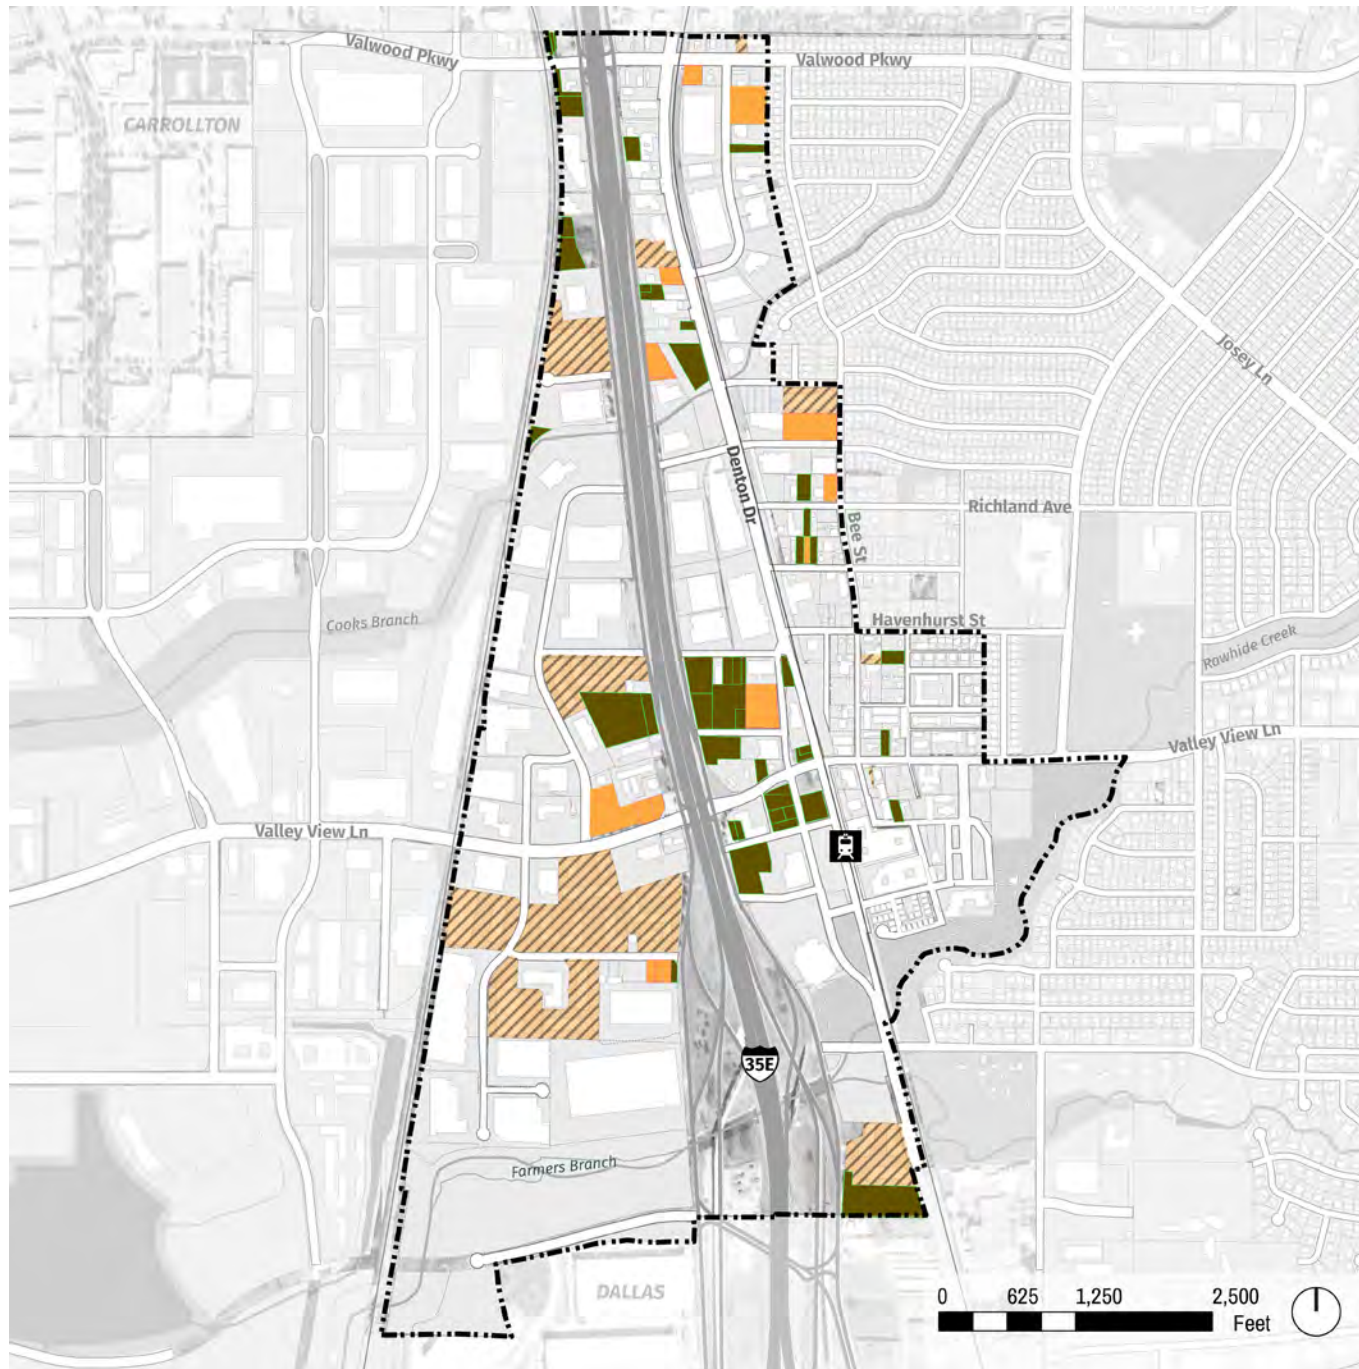 Valwood Pkwy
Valwood Pkwy
CARROLLTON
Josey Ln
Denton Dr
Richland Ave
Bee St
Cooks Branch
Havenhurst St
Rawhide Creek
Valley View Ln
Valley View Ln
35E
Farmers Branch
DALLAS
0 625 1,250 2,500
Feet